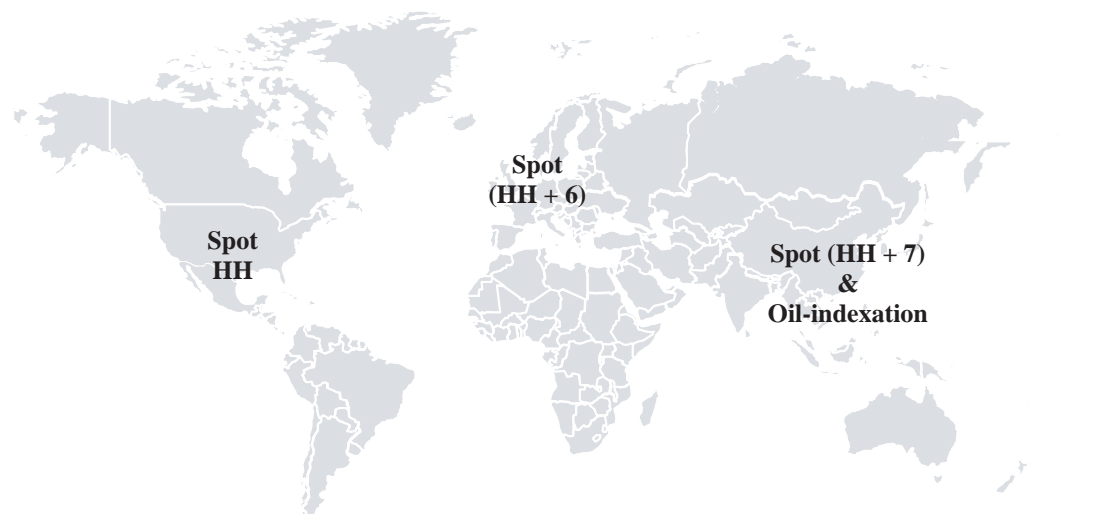 Spot
(HH + 6)
Spot
HH
Spot (HH + 7)
&
Oil-indexation